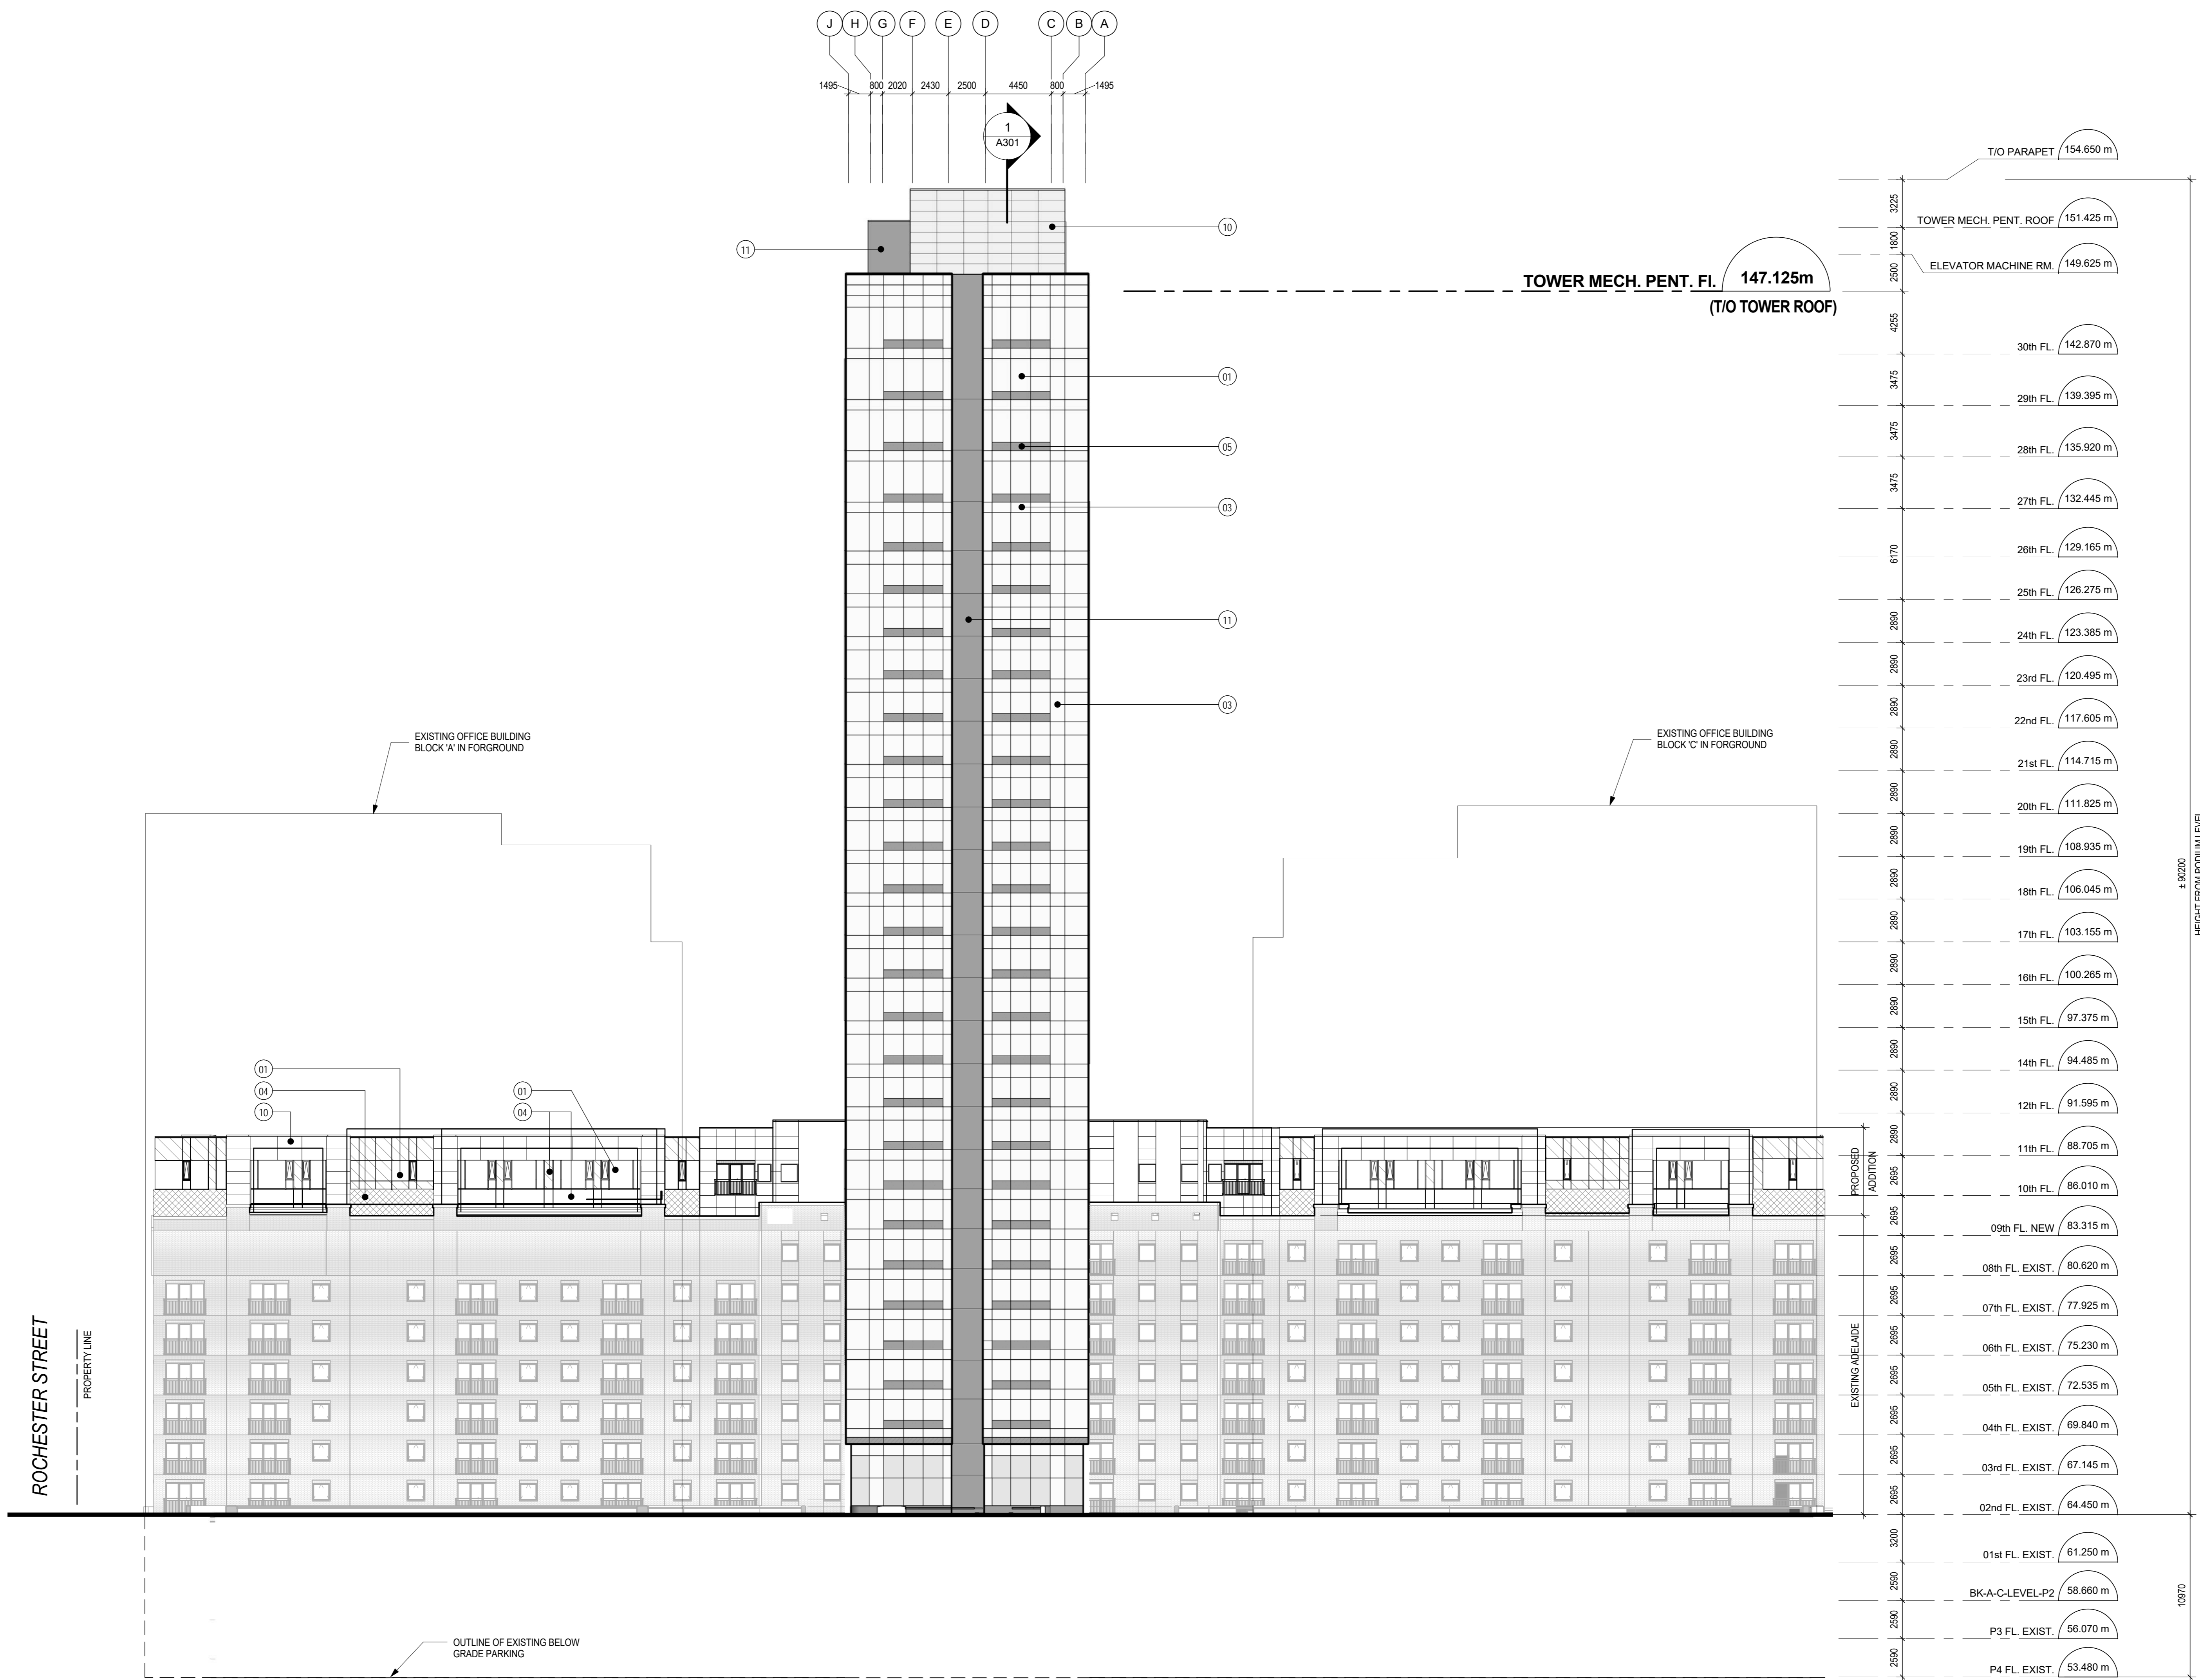 J H G F E D C B A
1495 800 2020 2430 2500 4450 800 1495
1
A301
T/O PARAPET 154.650 m
3225
TOWER MECH. PENT. ROOF 151.425 m
1800
ELEVATOR MACHINE RM. 149.625 m
2500
10
11
TOWER MECH. PENT. Fl. 147.125m
(T/O TOWER ROOF)
4255
30th FL. 142.870 m
01
3475
29th FL. 139.395 m
05
3475
28th FL. 135.920 m
03
3475
27th FL. 132.445 m
6170
26th FL. 129.165 m
25th FL. 126.275 m
11
2890
24th FL. 123.385 m
2890
23rd FL. 120.495 m
03
2890
22nd FL. 117.605 m
EXISTING OFFICE BUILDING
BLOCK 'A' IN FORGROUND
EXISTING OFFICE BUILDING
BLOCK 'C' IN FORGROUND
2890
21st FL. 114.715 m
2890
20th FL. 111.825 m
2890
19th FL. 108.935 m
± 90200
HEIGHT FROM PODIUM LEVEL
2890
18th FL. 106.045 m
2890
17th FL. 103.155 m
2890
16th FL. 100.265 m
2890
15th FL. 97.375 m
2890
14th FL. 94.485 m
01
04
10
01
04
2890
12th FL. 91.595 m
2890
11th FL. 88.705 m
PROPOSED
ADDITION
2695
10th FL. 86.010 m
2695
09th FL. NEW 83.315 m
2695
08th FL. EXIST. 80.620 m
2695
07th FL. EXIST. 77.925 m
2695
06th FL. EXIST. 75.230 m
EXISTING ADELAIDE
2695
05th FL. EXIST. 72.535 m
2695
04th FL. EXIST. 69.840 m
2695
03rd FL. EXIST. 67.145 m
2695
02nd FL. EXIST. 64.450 m
ROCHESTER STREET
PROPERTY LINE
3200
01st FL. EXIST. 61.250 m
2590
BK-A-C-LEVEL-P2 58.660 m
10970
2590
P3 FL. EXIST. 56.070 m
2590
P4 FL. EXIST. 53.480 m
OUTLINE OF EXISTING BELOW
GRADE PARKING